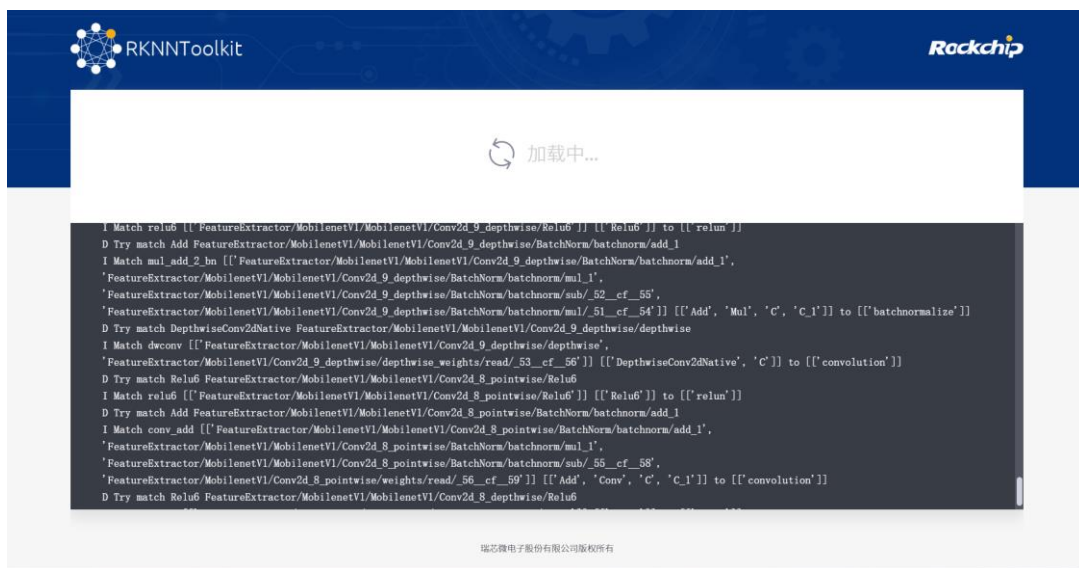 RKNNToolkit
Rockchip
加载中...
I Match relu6 [['FeatureExtractor/MobilenetV1/MobilenetV1/Conv2d_9_depthwise/Relu6']] [['Relu6']] to [['relun']]
D Try match Add FeatureExtractor/MobilenetV1/MobilenetV1/Conv2d_9_depthwise/BatchNorm/batchnorm/add_1
I Match mul_add_2_bn [['FeatureExtractor/MobilenetV1/MobilenetV1/Conv2d_9_depthwise/BatchNorm/batchnorm/add_1',
'FeatureExtractor/MobilenetV1/MobilenetV1/Conv2d_9_depthwise/BatchNorm/batchnorm/mul_1',
'FeatureExtractor/MobilenetV1/MobilenetV1/Conv2d_9_depthwise/BatchNorm/batchnorm/sub/_52__cf__55',
'FeatureExtractor/MobilenetV1/MobilenetV1/Conv2d_9_depthwise/BatchNorm/batchnorm/mul/_51__cf__54']] [['Add', 'Mul', 'C', 'C_1']] to [['batchnormalize']]
D Try match DepthwiseConv2dNative FeatureExtractor/MobilenetV1/MobilenetV1/Conv2d_9_depthwise/depthwise
I Match dwconv [['FeatureExtractor/MobilenetV1/MobilenetV1/Conv2d_9_depthwise/depthwise',
'FeatureExtractor/MobilenetV1/MobilenetV1/Conv2d_9_depthwise/depthwise_weights/read/_53__cf__56']] [['DepthwiseConv2dNative', 'C']] to [['convolution']]
D Try match Relu6 FeatureExtractor/MobilenetV1/MobilenetV1/Conv2d_8_pointwise/Relu6
I Match relu6 [['FeatureExtractor/MobilenetV1/MobilenetV1/Conv2d_8_pointwise/Relu6']] [['Relu6']] to [['relun']]
D Try match Add FeatureExtractor/MobilenetV1/MobilenetV1/Conv2d_8_pointwise/BatchNorm/batchnorm/add_1
I Match conv_add [['FeatureExtractor/MobilenetV1/MobilenetV1/Conv2d_8_pointwise/BatchNorm/batchnorm/add_1',
'FeatureExtractor/MobilenetV1/MobilenetV1/Conv2d_8_pointwise/BatchNorm/batchnorm/mul_1',
'FeatureExtractor/MobilenetV1/MobilenetV1/Conv2d_8_pointwise/BatchNorm/batchnorm/sub/_55__cf__58',
'FeatureExtractor/MobilenetV1/MobilenetV1/Conv2d_8_pointwise/weights/read/_56__cf__59']] [['Add', 'Conv', 'C', 'C_1']] to [['convolution']]
D Try match Relu6 FeatureExtractor/MobilenetV1/MobilenetV1/Conv2d_8_depthwise/Relu6
瑞芯微电子股份有限公司版权所有